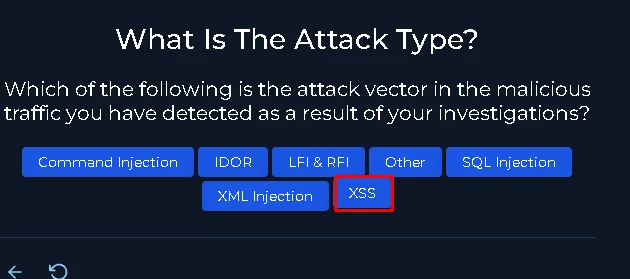 What Is The Attack Type?
Which of the following is the attack vector in the malicious
traffic you have detected as a result of your investigations?
Command Injection IDOR LFI & RFI Other SQL Injection
XML Injection XSS